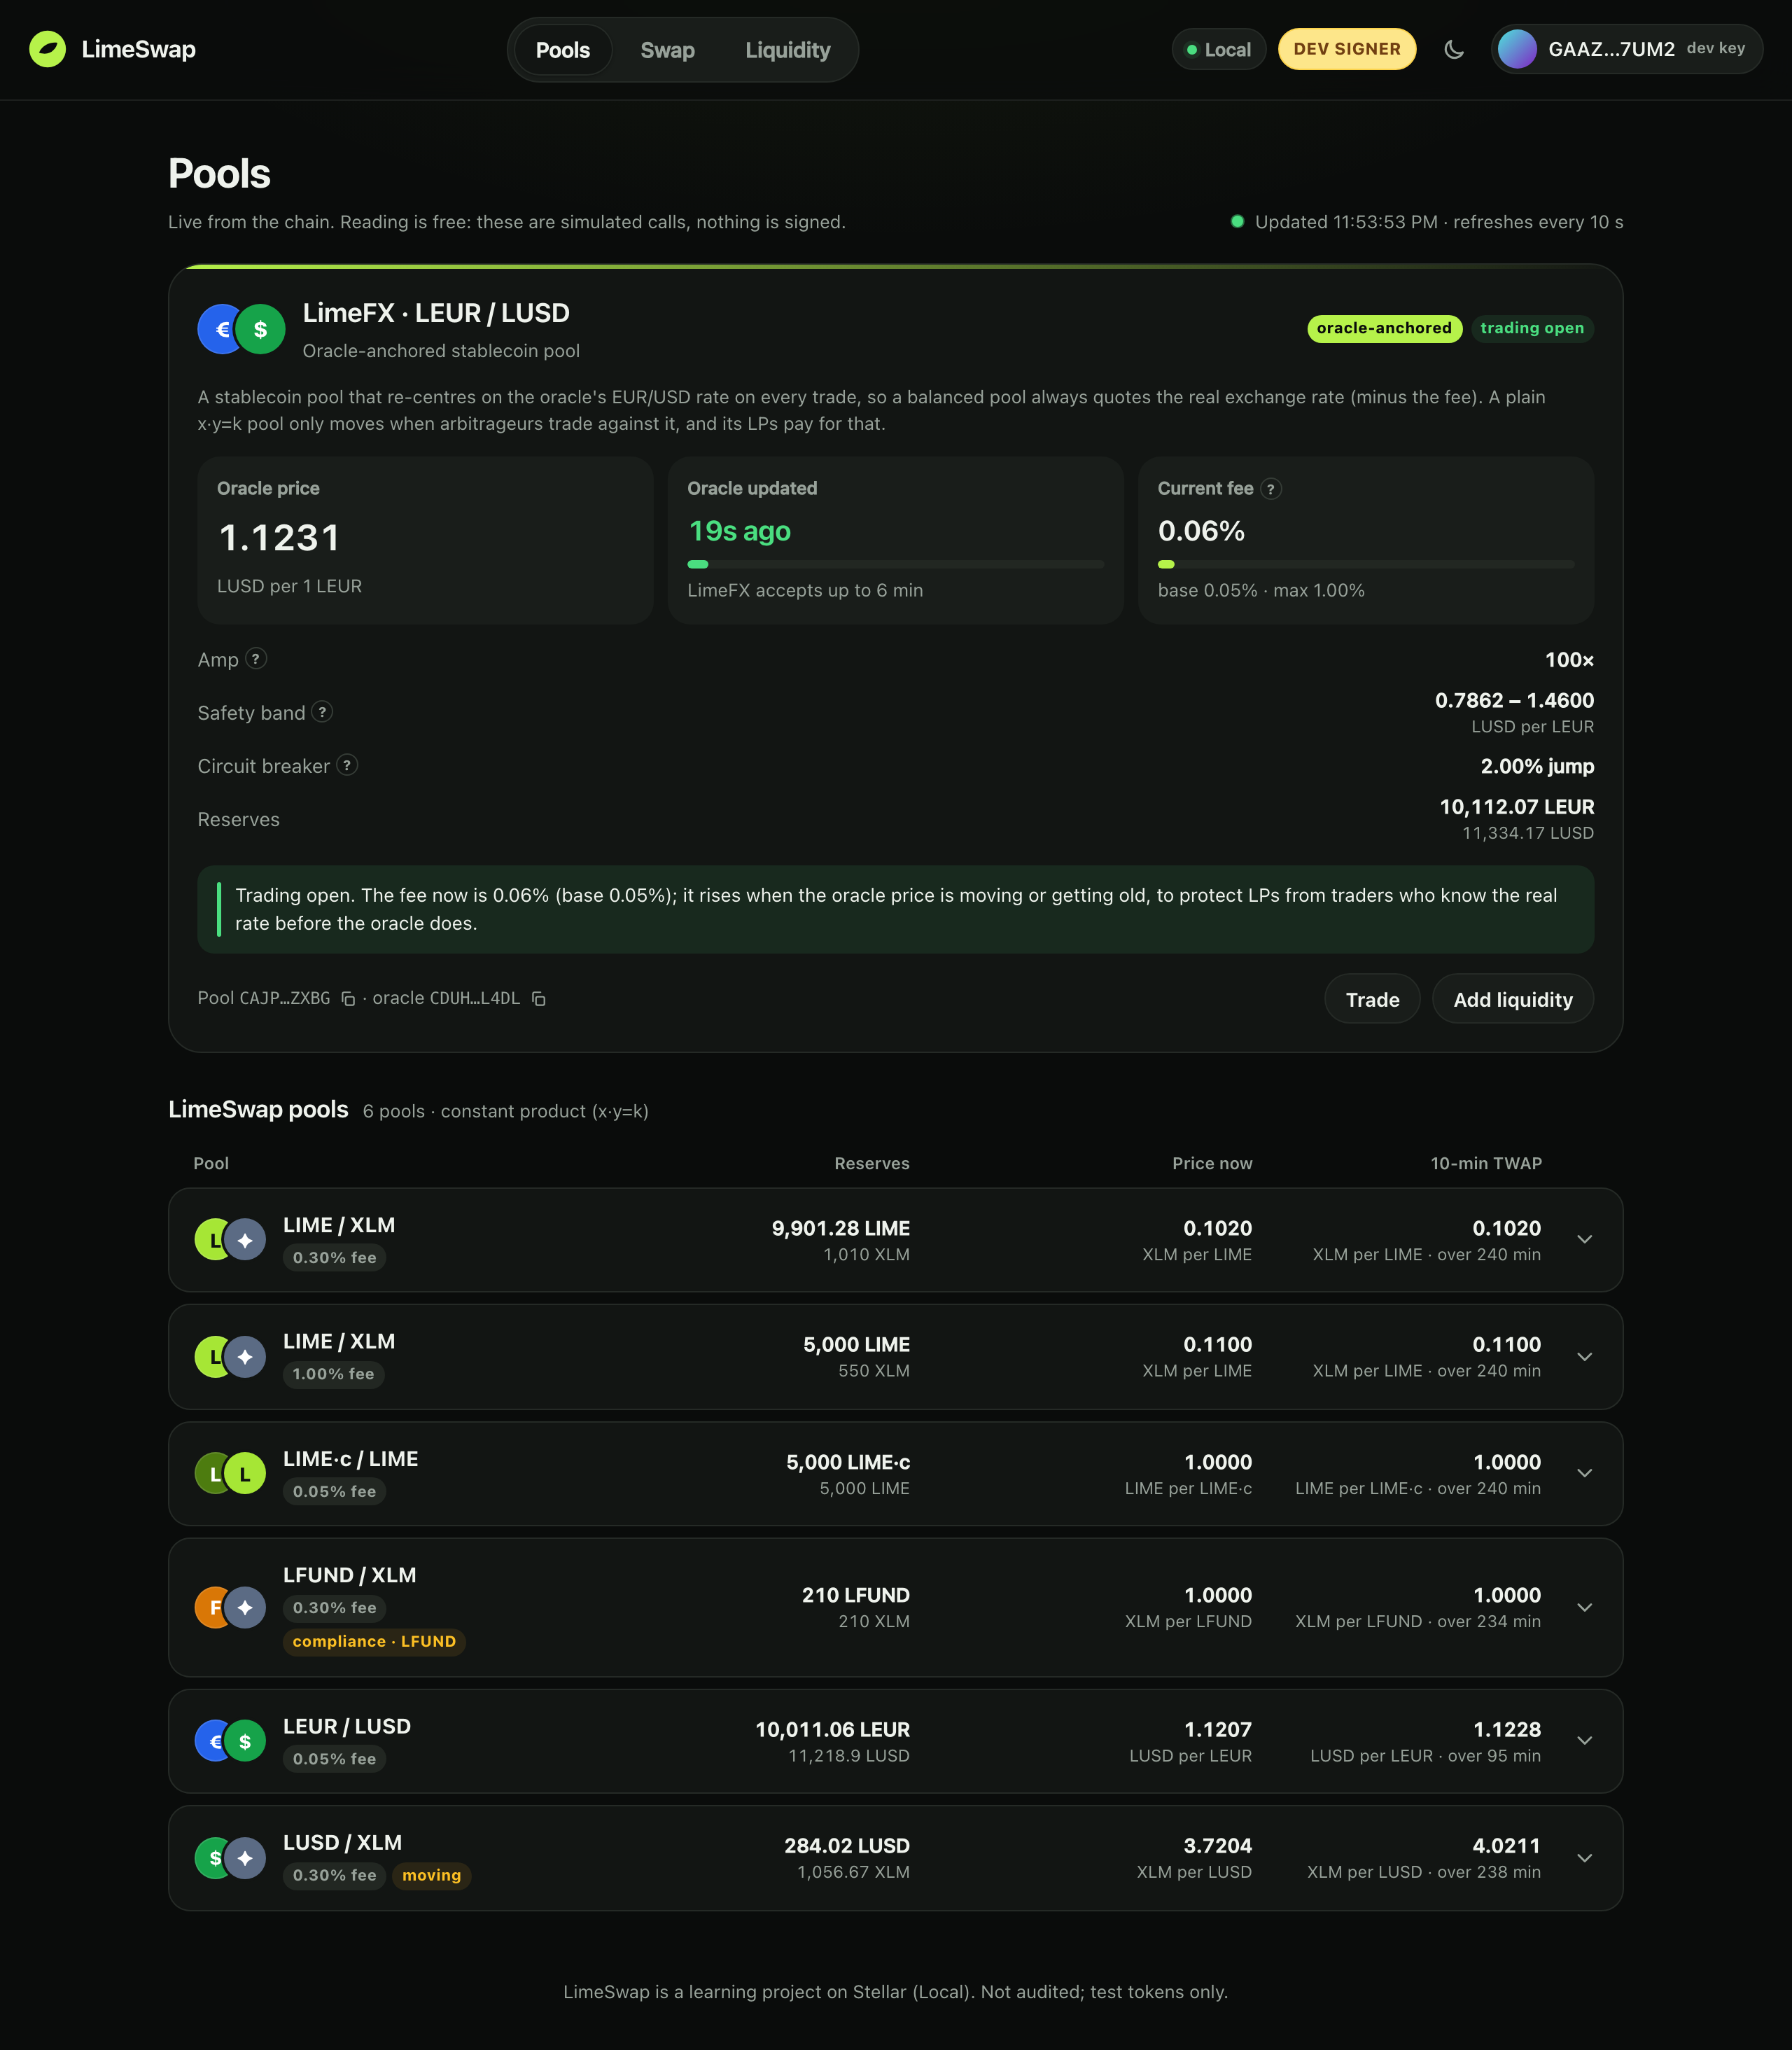 LimeSwap
Pools
Swap
Liquidity
Local
DEV SIGNER
GAAZ...7UM2 dev key
Pools
Live from the chain. Reading is free: these are simulated calls, nothing is signed.
Updated 11:53:53 PM · refreshes every 10 s
€ $
LimeFX · LEUR / LUSD
Oracle-anchored stablecoin pool
oracle-anchored
trading open
A stablecoin pool that re-centres on the oracle's EUR/USD rate on every trade, so a balanced pool always quotes the real exchange rate (minus the fee). A plain
x·y=k pool only moves when arbitrageurs trade against it, and its LPs pay for that.
Oracle price
1.1231
LUSD per 1 LEUR
Oracle updated
19s ago
LimeFX accepts up to 6 min
Current fee ?
0.06%
base 0.05% · max 1.00%
Amp ?
100×
Safety band ?
0.7862 – 1.4600
LUSD per LEUR
Circuit breaker ?
2.00% jump
Reserves
10,112.07 LEUR
11,334.17 LUSD
Trading open. The fee now is 0.06% (base 0.05%); it rises when the oracle price is moving or getting old, to protect LPs from traders who know the real
rate before the oracle does.
Pool CAJP…ZXBG · oracle CDUH…L4DL
Trade
Add liquidity
LimeSwap pools 6 pools · constant product (x·y=k)
Pool Reserves Price now 10-min TWAP
L
LIME / XLM
0.30% fee
9,901.28 LIME
1,010 XLM
0.1020
XLM per LIME
0.1020
XLM per LIME · over 240 min
L
LIME / XLM
1.00% fee
5,000 LIME
550 XLM
0.1100
XLM per LIME
0.1100
XLM per LIME · over 240 min
L L
LIME·c / LIME
0.05% fee
5,000 LIME·c
5,000 LIME
1.0000
LIME per LIME·c
1.0000
LIME per LIME·c · over 240 min
F
LFUND / XLM
0.30% fee
compliance · LFUND
210 LFUND
210 XLM
1.0000
XLM per LFUND
1.0000
XLM per LFUND · over 234 min
€ $
LEUR / LUSD
0.05% fee
10,011.06 LEUR
11,218.9 LUSD
1.1207
LUSD per LEUR
1.1228
LUSD per LEUR · over 95 min
$
LUSD / XLM
0.30% fee
moving
284.02 LUSD
1,056.67 XLM
3.7204
XLM per LUSD
4.0211
XLM per LUSD · over 238 min
LimeSwap is a learning project on Stellar (Local). Not audited; test tokens only.